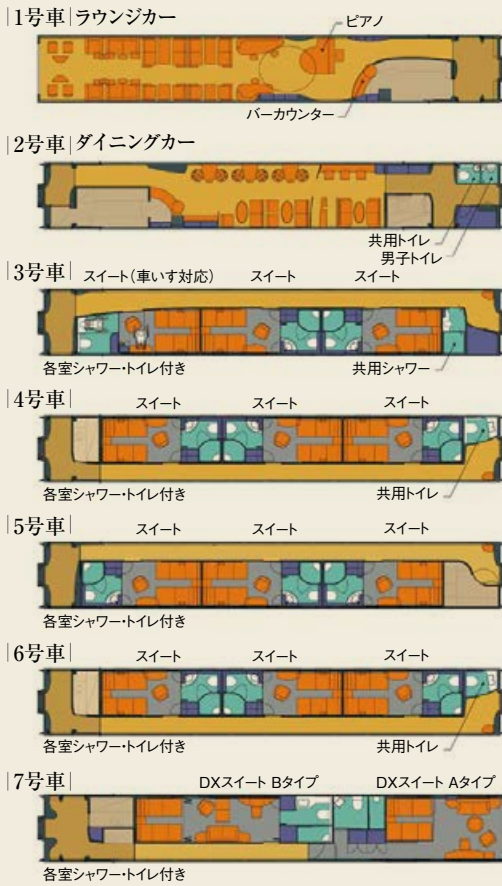 |1号車|ラウンジカー
ピアノ
バーカウンター
|2号車|ダイニングカー
共用トイレ
男子トイレ
|3号車| スイート(車いす対応) スイート スイート
各室シャワー・トイレ付き 共用シャワー
|4号車| スイート スイート スイート
各室シャワー・トイレ付き 共用トイレ
|5号車| スイート スイート スイート
各室シャワー・トイレ付き
|6号車| スイート スイート スイート
各室シャワー・トイレ付き 共用トイレ
|7号車| DXスイート Bタイプ DXスイート Aタイプ
各室シャワー・トイレ付き